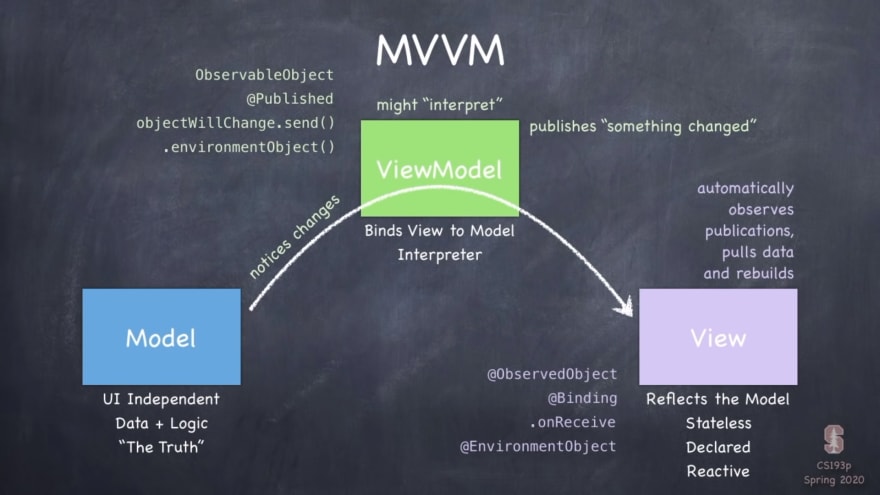 MVVM
ObservableObject
@Published
objectWillChange.send()
.environmentObject()
might “interpret”
publishes “something changed”
ViewModel
Binds View to Model
Interpreter
notices changes
automatically
observes
publications,
pulls data
and rebuilds
Model
UI Independent
Data + Logic
“The Truth”
@ObservedObject
@Binding
.onReceive
@EnvironmentObject
View
Reflects the Model
Stateless
Declared
Reactive
CS193p
Spring 2020